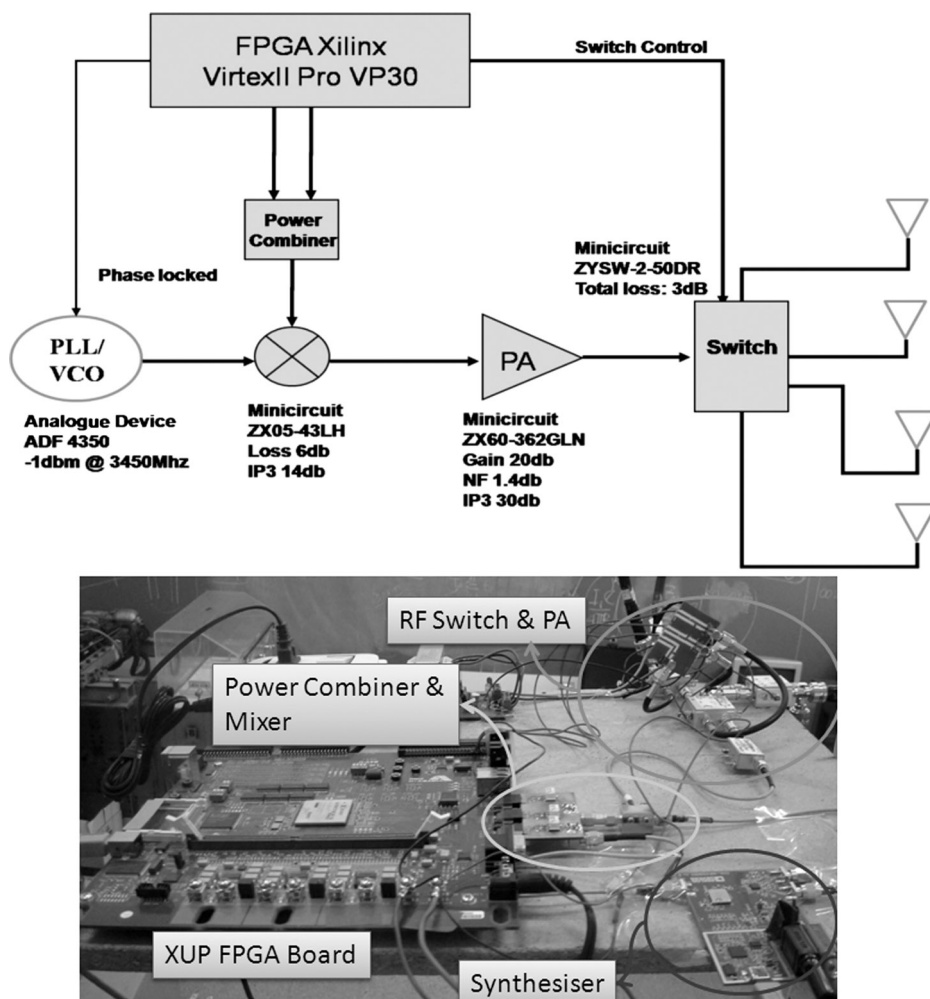 FPGA Xilinx
VirtexII Pro VP30
Switch Control
Power
Combiner
Phase locked
Minicircuit
ZYSW-2-50DR
Total loss: 3dB
PLL/
VCO
PA
Switch
Analogue Device
ADF 4350
-1dbm @ 3450Mhz
Minicircuit
ZX05-43LH
Loss 6db
IP3 14db
Minicircuit
ZX60-362GLN
Gain 20db
NF 1.4db
IP3 30db
RF Switch & PA
Power Combiner &
Mixer
XUP FPGA Board
Synthesiser